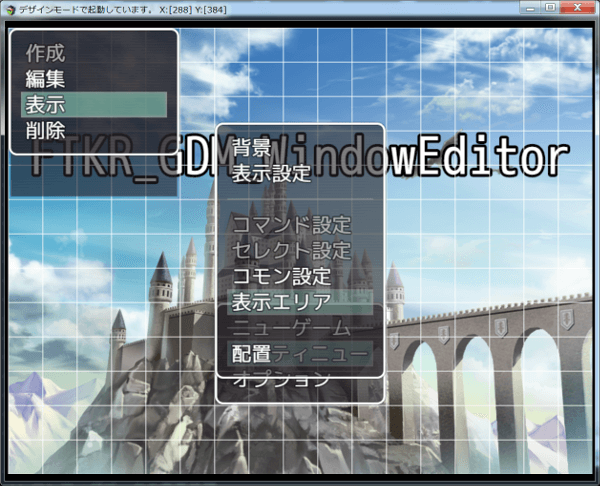 デザインモードで起動しています。 X:[288] Y:[384]
作成
編集
表示
削除
FTKR_GDM_WindowEditor
背景
表示設定
コマンド設定
セレクト設定
コモン設定
表示エリア
ニューゲーム
配置
ティニュー
オプション